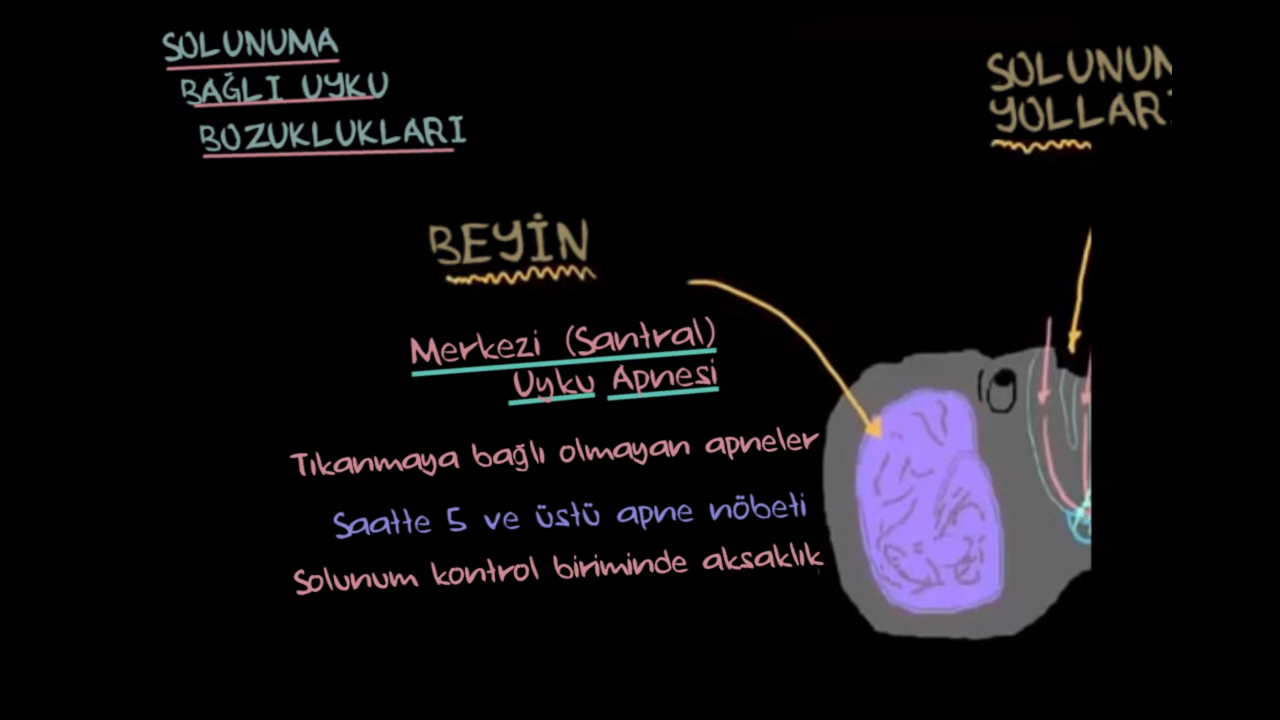 SOLUNUMA
BAĞLI UYKU
BOZUKLUKLARI
SOLUNUM
YOLLARI
BEYİN
Merkezi (Santral)
Uyku Apnesi
Tıkanmaya bağlı olmayan apneler
Saatte 5 ve üstü apne nöbeti
Solunum kontrol biriminde aksaklık